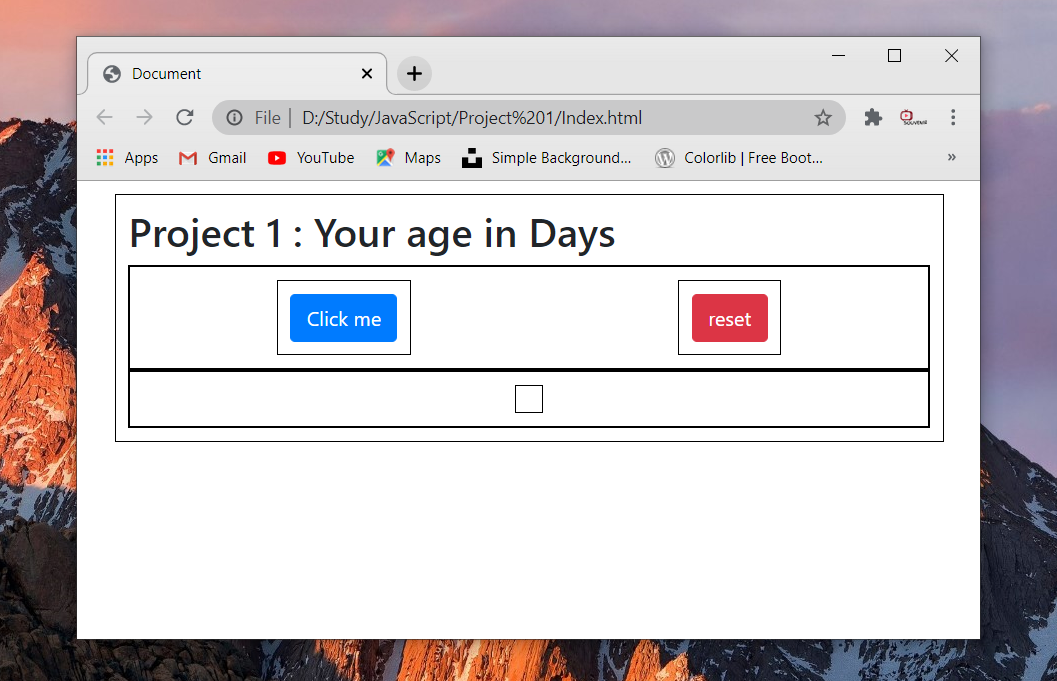 Document
File | D:/Study/JavaScript/Project%201/Index.html
SOUVENIR
Apps Gmail YouTube Maps Simple Background... Colorlib | Free Boot... »
Project 1 : Your age in Days
Click me reset